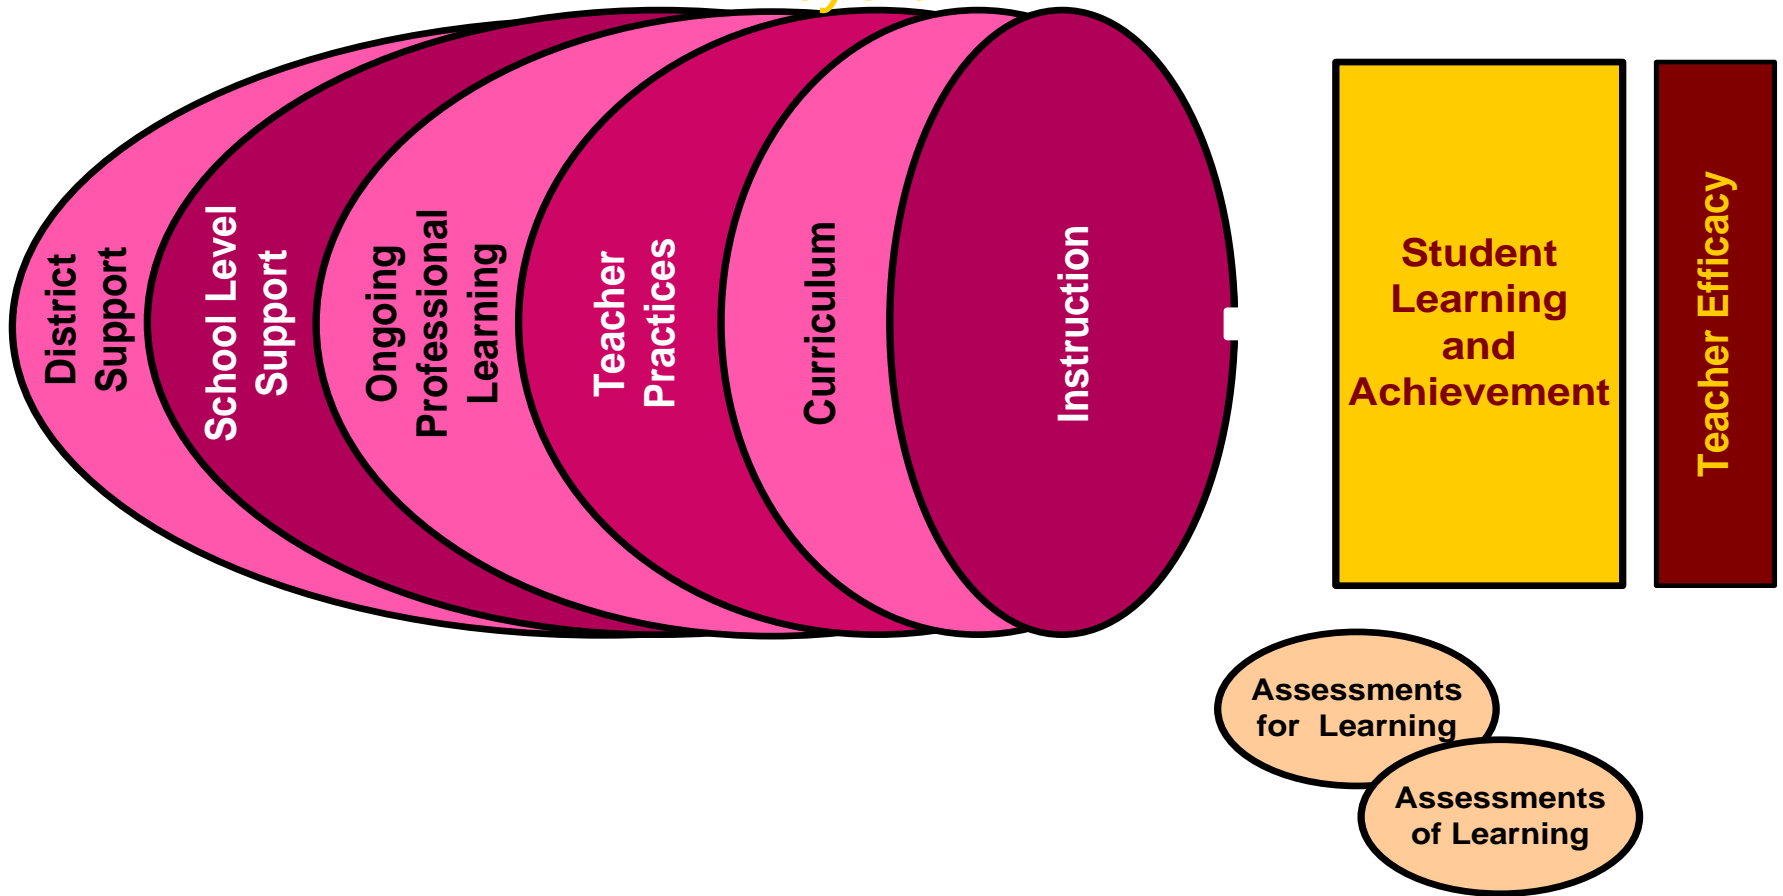 District
Support
School Level
Support
Ongoing
Professional
Learning
Teacher
Practices
Curriculum
Instruction
Student
Learning
and
Achievement
Teacher Efficacy
Assessments
for Learning
Assessments
of Learning